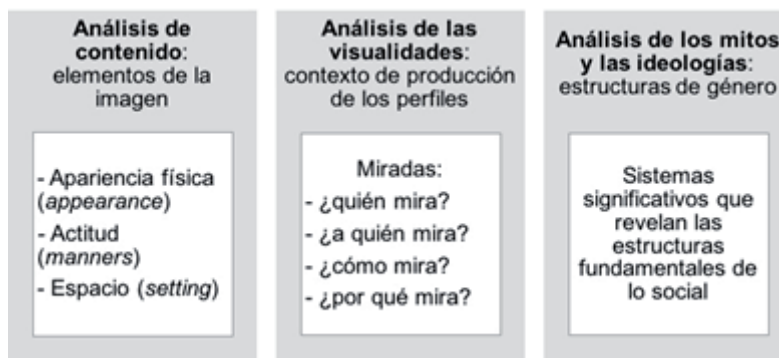 Análisis de
contenido:
elementos de la
imagen
- Apariencia física
(appearance)
- Actitud
(manners)
- Espacio (setting)
Análisis de las
visualidades:
contexto de producción
de los perfiles
Miradas:
- ¿quién mira?
- ¿a quién mira?
- ¿cómo mira?
- ¿por qué mira?
Análisis de los mitos
y las ideologías:
estructuras de género
Sistemas
significativos que
revelan las
estructuras
fundamentales de
lo social